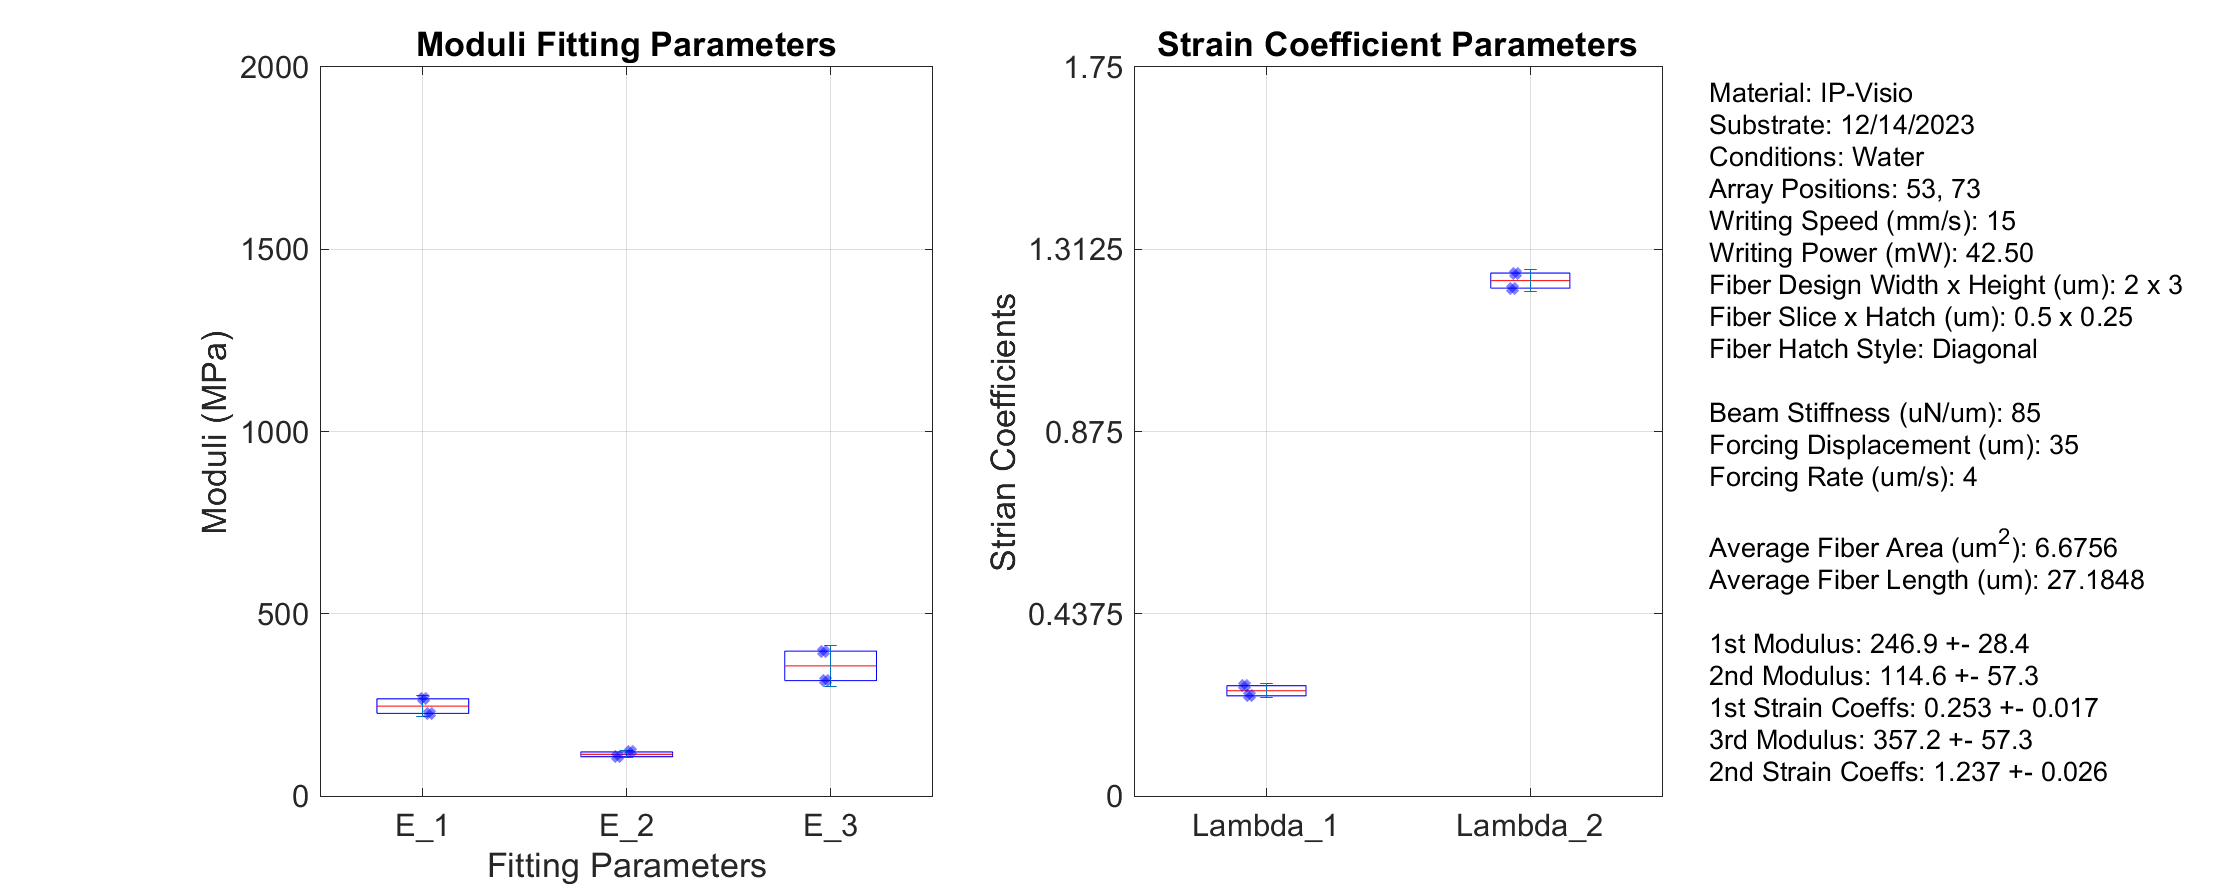 Moduli Fitting Parameters
2000
1500
1000
500
0
Moduli (MPa)
E_1
E_2
E_3
Fitting Parameters
Strain Coefficient Parameters
1.75
1.3125
0.875
0.4375
0
Strian Coefficients
Lambda_1
Lambda_2
Material: IP-Visio
Substrate: 12/14/2023
Conditions: Water
Array Positions: 53, 73
Writing Speed (mm/s): 15
Writing Power (mW): 42.50
Fiber Design Width x Height (um): 2 x 3
Fiber Slice x Hatch (um): 0.5 x 0.25
Fiber Hatch Style: Diagonal
Beam Stiffness (uN/um): 85
Forcing Displacement (um): 35
Forcing Rate (um/s): 4
Average Fiber Area (um²): 6.6756
Average Fiber Length (um): 27.1848
1st Modulus: 246.9 +- 28.4
2nd Modulus: 114.6 +- 57.3
1st Strain Coeffs: 0.253 +- 0.017
3rd Modulus: 357.2 +- 57.3
2nd Strain Coeffs: 1.237 +- 0.026